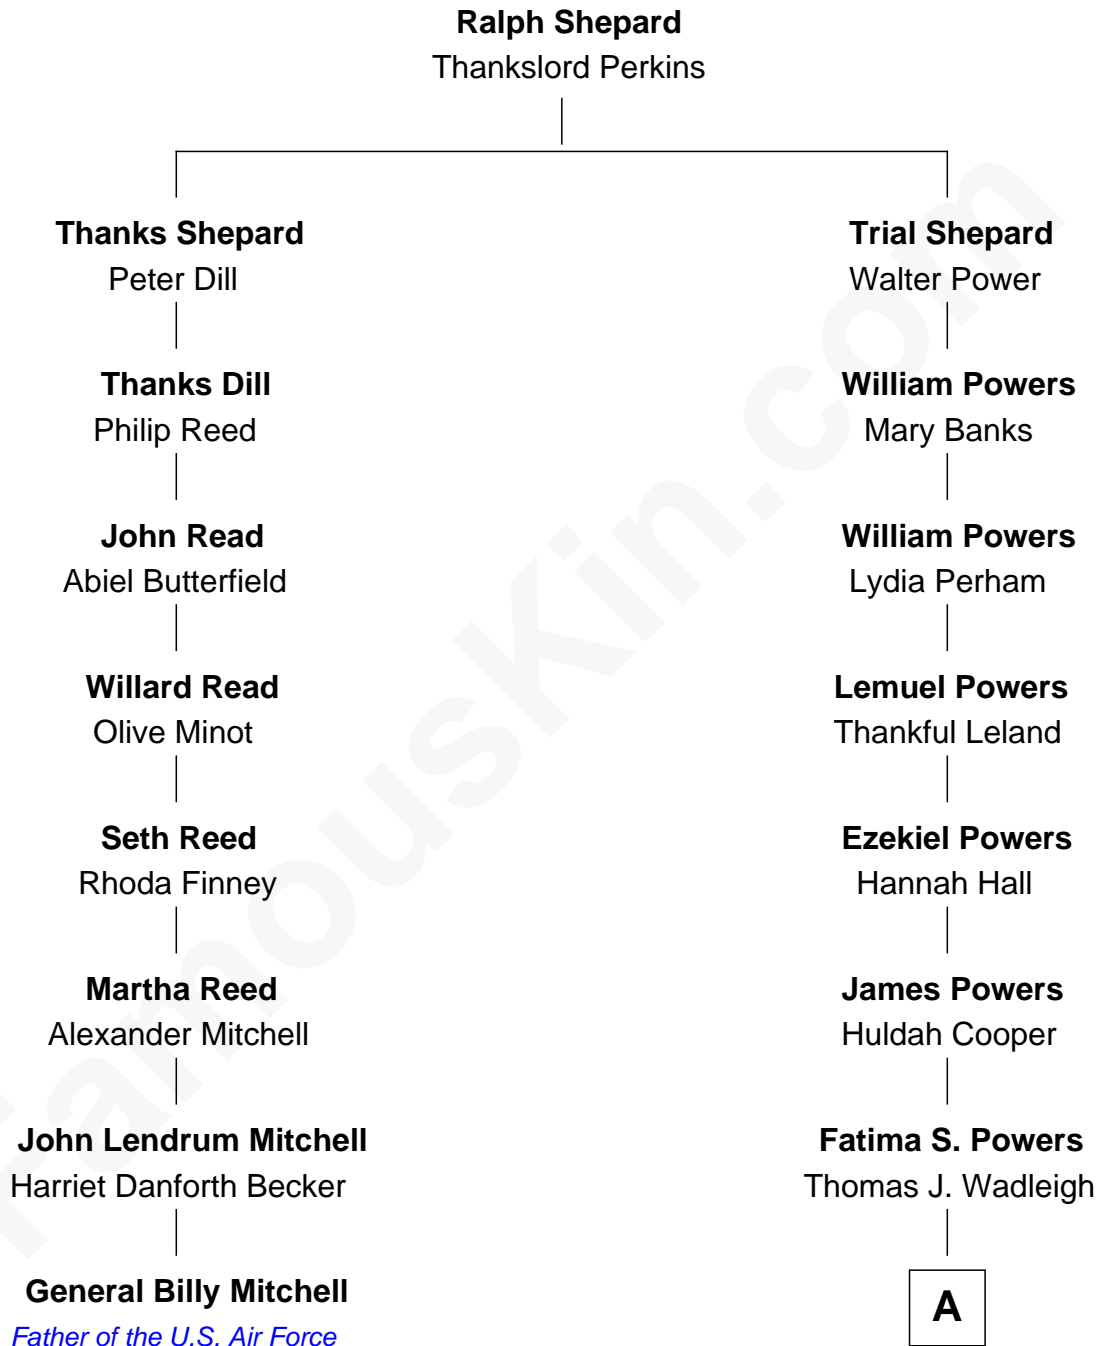 Ralph Shepard
Thankslord Perkins
Thanks Shepard
Peter Dill
Trial Shepard
Walter Power
Thanks Dill
Philip Reed
William Powers
Mary Banks
John Read
Abiel Butterfield
William Powers
Lydia Perham
Willard Read
Olive Minot
Lemuel Powers
Thankful Leland
Seth Reed
Rhoda Finney
Ezekiel Powers
Hannah Hall
Martha Reed
Alexander Mitchell
James Powers
Huldah Cooper
John Lendrum Mitchell
Harriet Danforth Becker
Fatima S. Powers
Thomas J. Wadleigh
General Billy Mitchell
Father of the U.S. Air Force
A
FamousKin.com